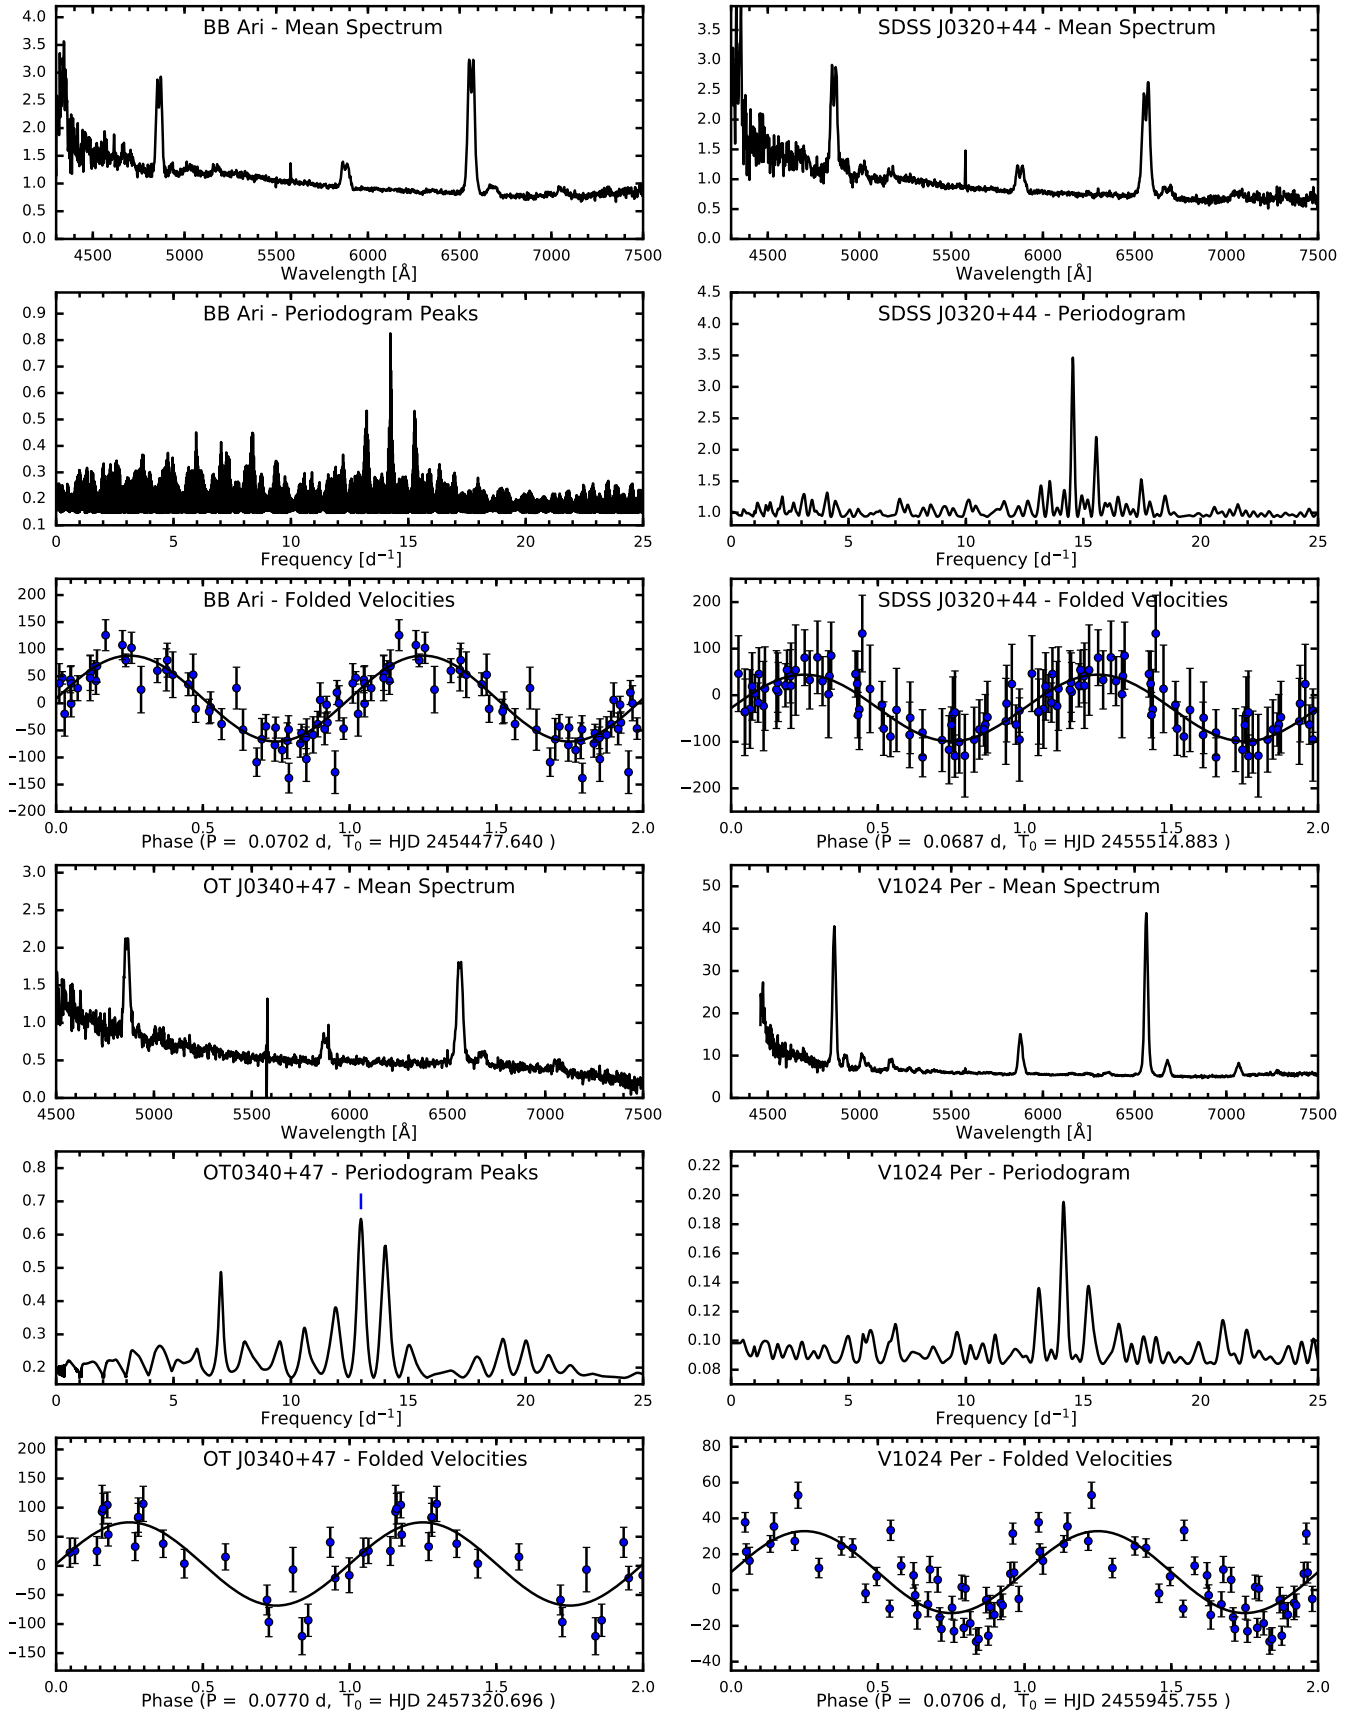 BB Ari - Mean Spectrum
4.0
3.5
3.0
2.5
2.0
1.5
1.0
0.5
0.0
4500 5000 5500 6000 6500 7000 7500
Wavelength [Å]
SDSS J0320+44 - Mean Spectrum
3.5
3.0
2.5
2.0
1.5
1.0
0.5
0.0
4500 5000 5500 6000 6500 7000 7500
Wavelength [Å]
BB Ari - Periodogram Peaks
0.9
0.8
0.7
0.6
0.5
0.4
0.3
0.2
0.1
0 5 10 15 20 25
Frequency [d⁻¹]
SDSS J0320+44 - Periodogram
4.5
4.0
3.5
3.0
2.5
2.0
1.5
1.0
0 5 10 15 20 25
Frequency [d⁻¹]
BB Ari - Folded Velocities
200
150
100
50
0
−50
−100
−150
−200
0.0 0.5 1.0 1.5 2.0
Phase (P = 0.0702 d, T₀ = HJD 2454477.640 )
SDSS J0320+44 - Folded Velocities
200
100
0
−100
−200
0.0 0.5 1.0 1.5 2.0
Phase (P = 0.0687 d, T₀ = HJD 2455514.883 )
OT J0340+47 - Mean Spectrum
3.0
2.5
2.0
1.5
1.0
0.5
0.0
4500 5000 5500 6000 6500 7000 7500
Wavelength [Å]
V1024 Per - Mean Spectrum
50
40
30
20
10
0
4500 5000 5500 6000 6500 7000 7500
Wavelength [Å]
OT0340+47 - Periodogram Peaks
0.8
0.7
0.6
0.5
0.4
0.3
0.2
0 5 10 15 20 25
Frequency [d⁻¹]
V1024 Per - Periodogram
0.22
0.20
0.18
0.16
0.14
0.12
0.10
0.08
0 5 10 15 20 25
Frequency [d⁻¹]
OT J0340+47 - Folded Velocities
200
150
100
50
0
−50
−100
−150
0.0 0.5 1.0 1.5 2.0
Phase (P = 0.0770 d, T₀ = HJD 2457320.696 )
V1024 Per - Folded Velocities
80
60
40
20
0
−20
−40
0.0 0.5 1.0 1.5 2.0
Phase (P = 0.0706 d, T₀ = HJD 2455945.755 )